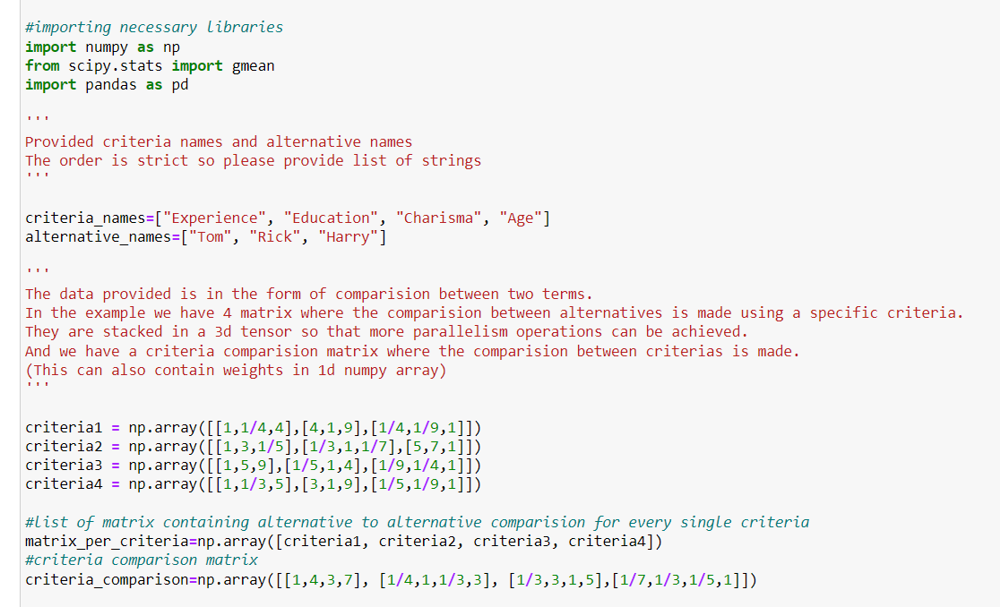 #importing necessary libraries
import numpy as np
from scipy.stats import gmean
import pandas as pd
'''
Provided criteria names and alternative names
The order is strict so please provide list of strings
'''
criteria_names=["Experience", "Education", "Charisma", "Age"]
alternative_names=["Tom", "Rick", "Harry"]
'''
The data provided is in the form of comparision between two terms.
In the example we have 4 matrix where the comparision between alternatives is made using a specific criteria.
They are stacked in a 3d tensor so that more parallelism operations can be achieved.
And we have a criteria comparision matrix where the comparision between criterias is made.
(This can also contain weights in 1d numpy array)
'''
criteria1 = np.array([[1,1/4,4],[4,1,9],[1/4,1/9,1]])
criteria2 = np.array([[1,3,1/5],[1/3,1,1/7],[5,7,1]])
criteria3 = np.array([[1,5,9],[1/5,1,4],[1/9,1/4,1]])
criteria4 = np.array([[1,1/3,5],[3,1,9],[1/5,1/9,1]])
#list of matrix containing alternative to alternative comparision for every single criteria
matrix_per_criteria=np.array([criteria1, criteria2, criteria3, criteria4])
#criteria comparison matrix
criteria_comparison=np.array([[1,4,3,7], [1/4,1,1/3,3], [1/3,3,1,5],[1/7,1/3,1/5,1]])